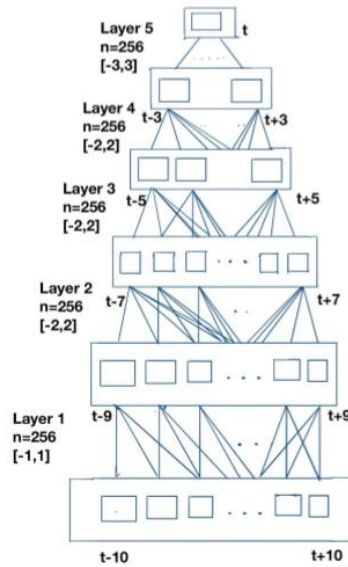 Layer 5
n=256
[-3,3]
t
Layer 4
n=256
[-2,2]
t-3
t+3
Layer 3
n=256
[-2,2]
t-5
t+5
Layer 2
n=256
[-2,2]
t-7
t+7
Layer 1
n=256
[-1,1]
t-9
t+9
t-10
t+10